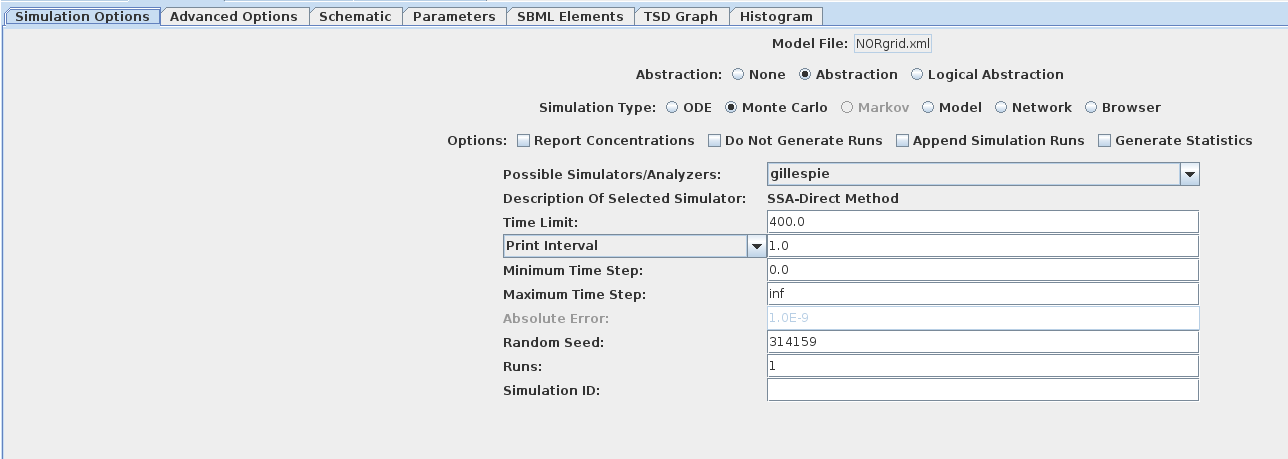 Simulation Options Advanced Options Schematic Parameters SBML Elements TSD Graph Histogram
Model File: NORgrid.xml
Abstraction: None Abstraction Logical Abstraction
Simulation Type: ODE Monte Carlo Markov Model Network Browser
Options: Report Concentrations Do Not Generate Runs Append Simulation Runs Generate Statistics
Possible Simulators/Analyzers: gillespie
Description Of Selected Simulator: SSA-Direct Method
Time Limit: 400.0
Print Interval 1.0
Minimum Time Step: 0.0
Maximum Time Step: inf
Absolute Error: 1.0E-9
Random Seed: 314159
Runs: 1
Simulation ID: